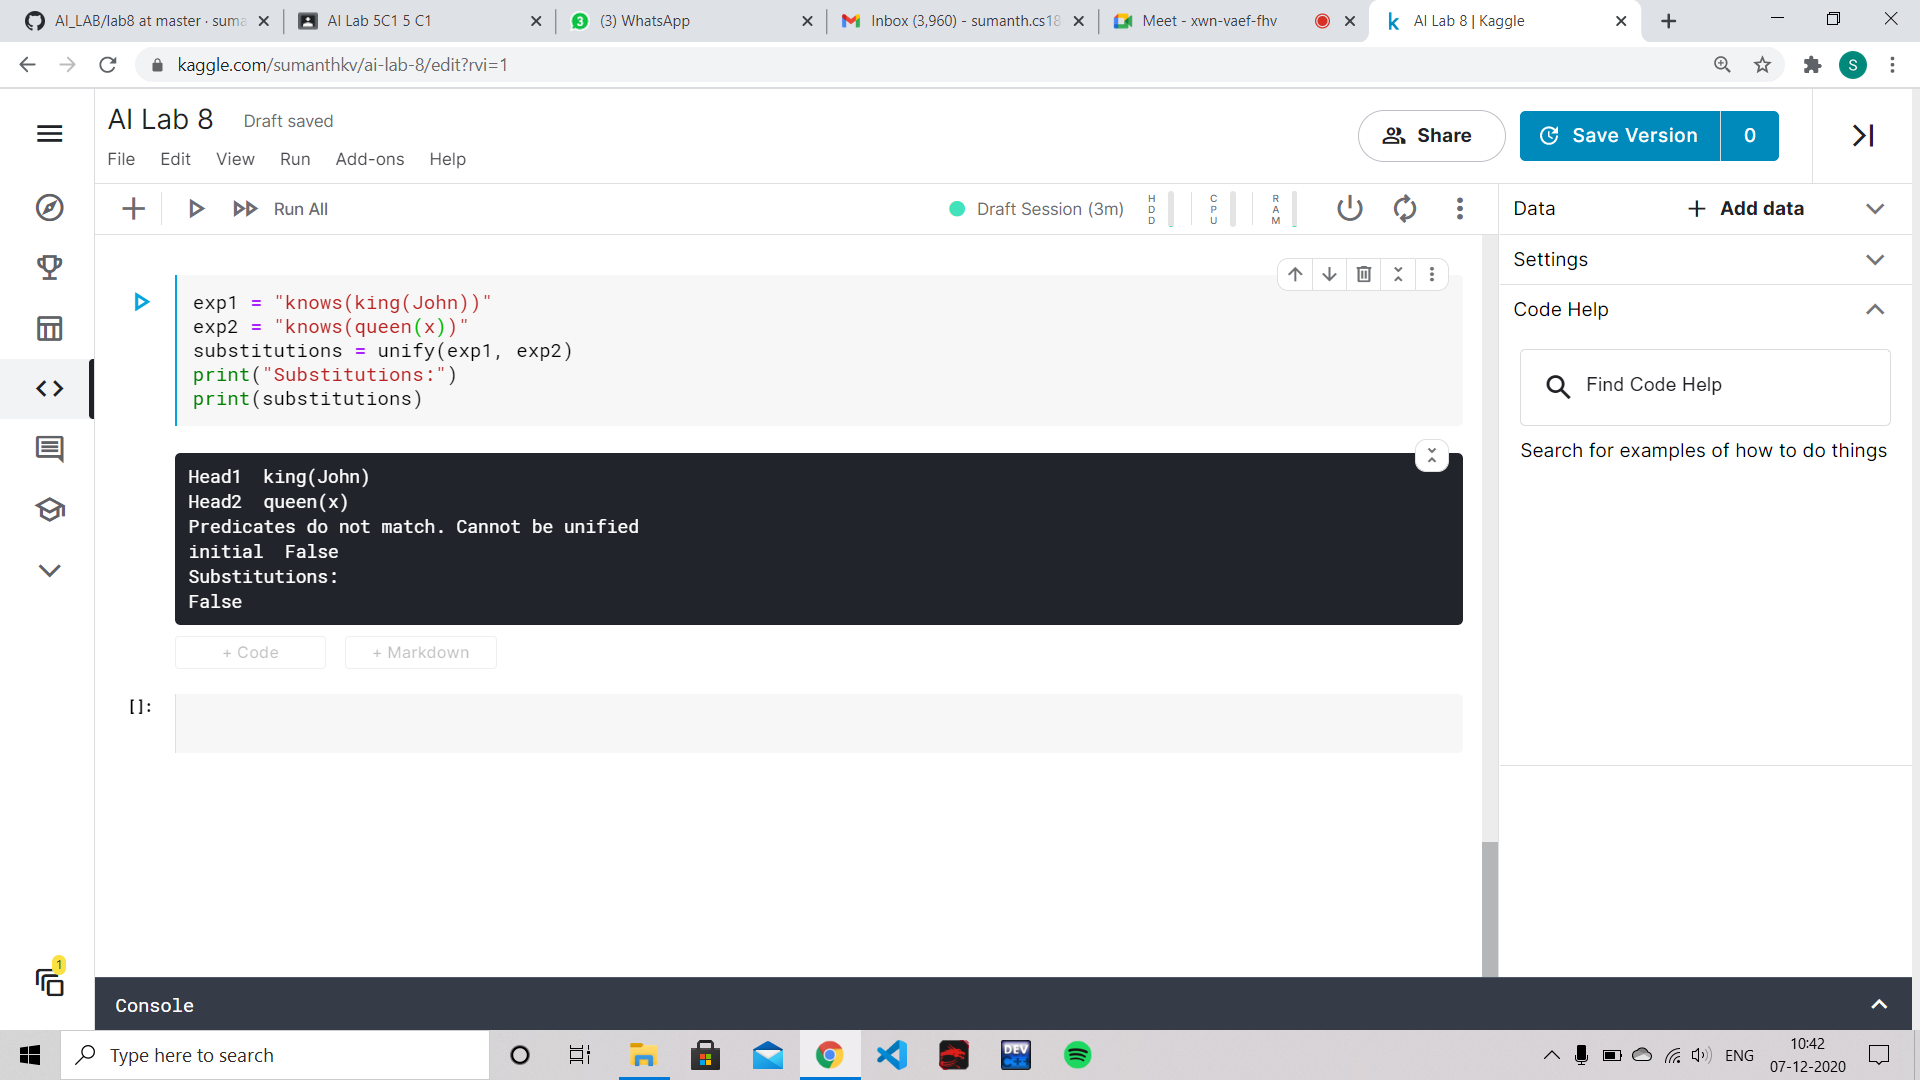 AI_LAB/lab8 at master · suma
AI Lab 5C1 5 C1
3 (3) WhatsApp
Inbox (3,960) - sumanth.cs18
Meet - xwn-vaef-fhv
k AI Lab 8 | Kaggle
kaggle.com/sumanthkv/ai-lab-8/edit?rvi=1
S
AI Lab 8 Draft saved
File Edit View Run Add-ons Help
Share
Save Version 0
Run All
Draft Session (3m)
HDD
CPU
RAM
Data
+ Add data
Settings
Code Help
Find Code Help
Search for examples of how to do things
exp1 = "knows(king(John))"
exp2 = "knows(queen(x))"
substitutions = unify(exp1, exp2)
print("Substitutions:")
print(substitutions)
Head1  king(John)
Head2  queen(x)
Predicates do not match. Cannot be unified
initial  False
Substitutions:
False
+ Code
+ Markdown
[]:
1
Console
Type here to search
DEV
C++
ENG
10:42
07-12-2020